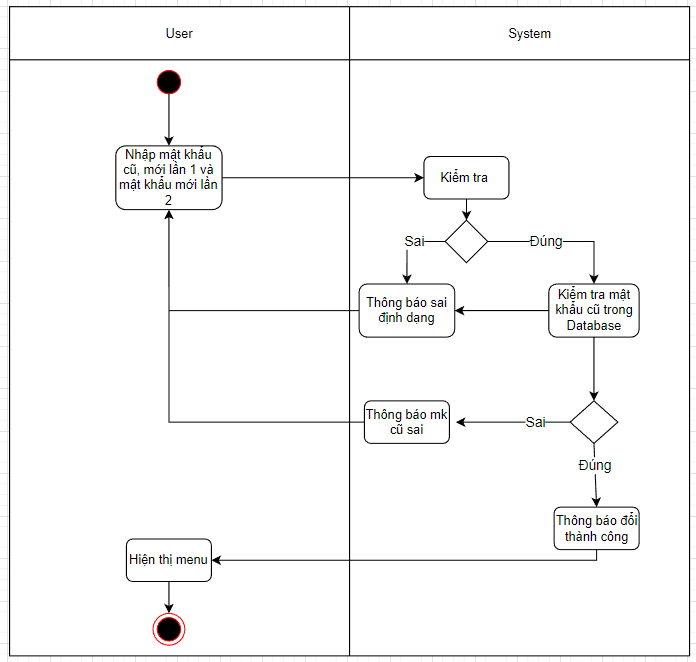 User
System
Nhập mật khẩu
cũ, mới lần 1 và
mật khẩu mới lần
2
Kiểm tra
Sai
Đúng
Thông báo sai
định dạng
Kiểm tra mật
khẩu cũ trong
Database
Thông báo mk
cũ sai
Sai
Đúng
Thông báo đổi
thành công
Hiện thị menu